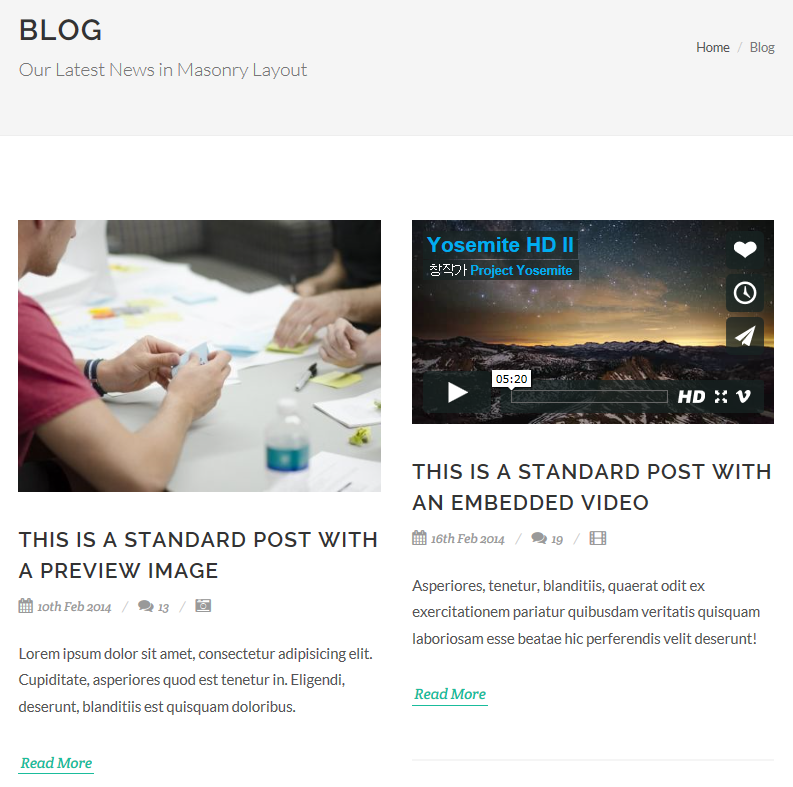 BLOG
Our Latest News in Masonry Layout
Home / Blog
THIS IS A STANDARD POST WITH
A PREVIEW IMAGE
10th Feb 2014 / 13 /
Lorem ipsum dolor sit amet, consectetur adipisicing elit.
Cupiditate, asperiores quod est tenetur in. Eligendi,
deserunt, blanditiis est quisquam doloribus.
Read More
Yosemite HD II
창작가 Project Yosemite
05:20
HD
THIS IS A STANDARD POST WITH
AN EMBEDDED VIDEO
16th Feb 2014 / 19 /
Asperiores, tenetur, blanditiis, quaerat odit ex
exercitationem pariatur quibusdam veritatis quisquam
laboriosam esse beatae hic perferendis velit deserunt!
Read More